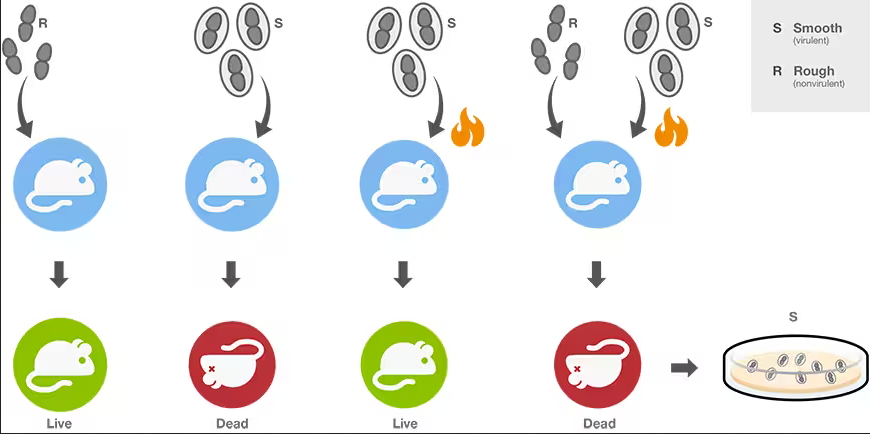 R
S
S
R
S
S Smooth
(virulent)
R Rough
(nonvirulent)
S
Live
Dead
Live
Dead